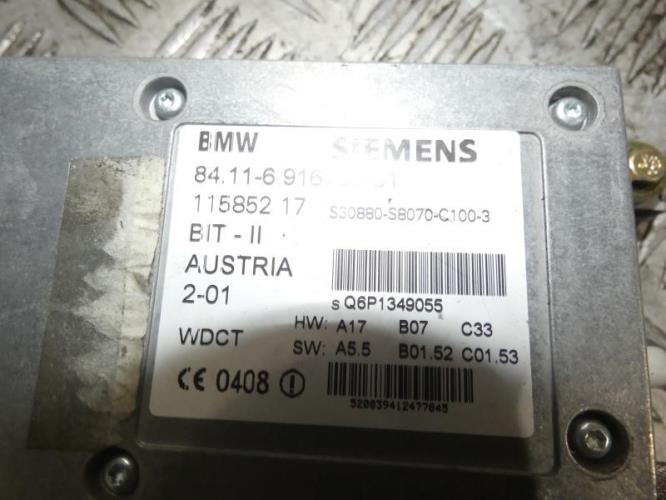 BMW SIEMENS
84.11-6
115852 17 S30880-S8070-C100-3
BIT - II
AUSTRIA
2-01 S Q6P1349055
WDCT HW: A17 B07 C33
SW: A5.5 B01.52 C01.53
CE 0408
520839412477845